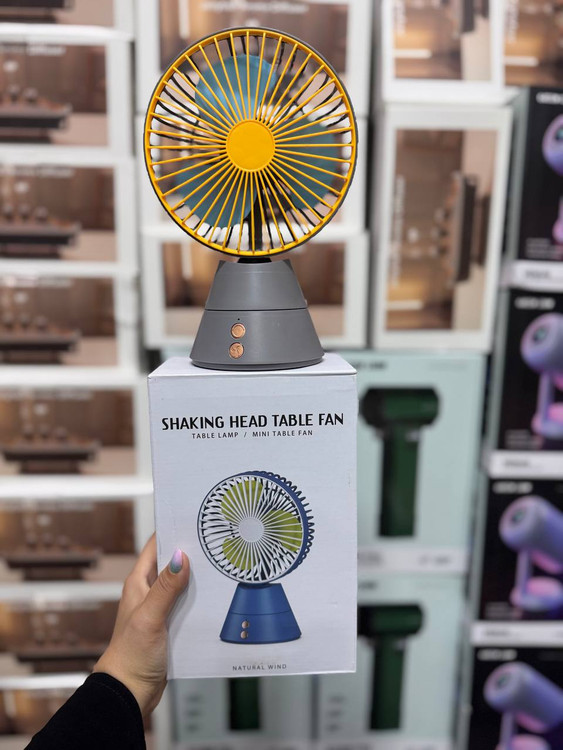 SHAKING HEAD TABLE FAN
TABLE LAMP / MINI TABLE FAN
NATURAL WIND